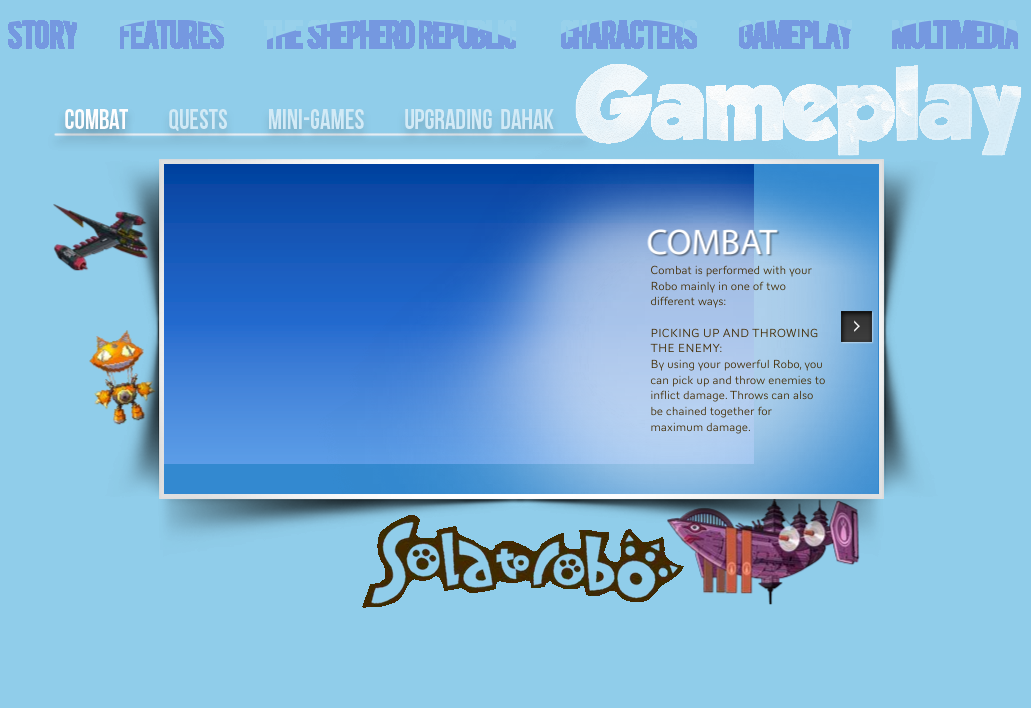 STORY FEATURES THE SHEPHERD REPUBLIC CHARACTERS GAMEPLAY MULTIMEDIA
Gameplay
COMBAT QUESTS MINI-GAMES UPGRADING DAHAK
COMBAT
Combat is performed with your
Robo mainly in one of two
different ways:
PICKING UP AND THROWING
THE ENEMY:
By using your powerful Robo, you
can pick up and throw enemies to
inflict damage. Throws can also
be chained together for
maximum damage.
Solatorobo